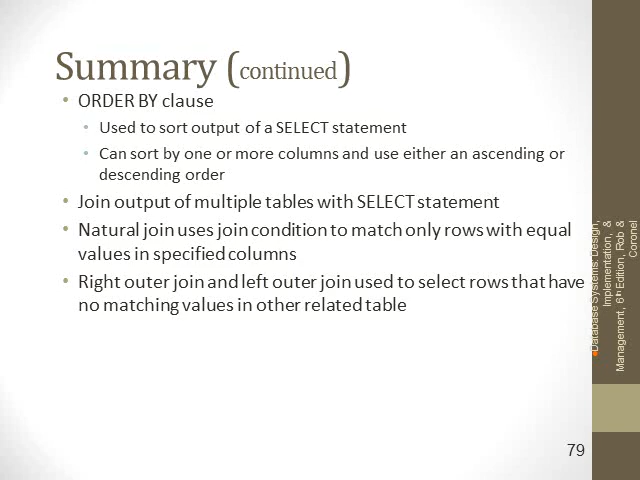 Summary (continued)
• ORDER BY clause
• Used to sort output of a SELECT statement
• Can sort by one or more columns and use either an ascending or
descending order
• Join output of multiple tables with SELECT statement
• Natural join uses join condition to match only rows with equal
values in specified columns
• Right outer join and left outer join used to select rows that have
no matching values in other related table
Database Systems: Design,
Implementation, &
Management, 6th Edition, Rob &
Coronel
79